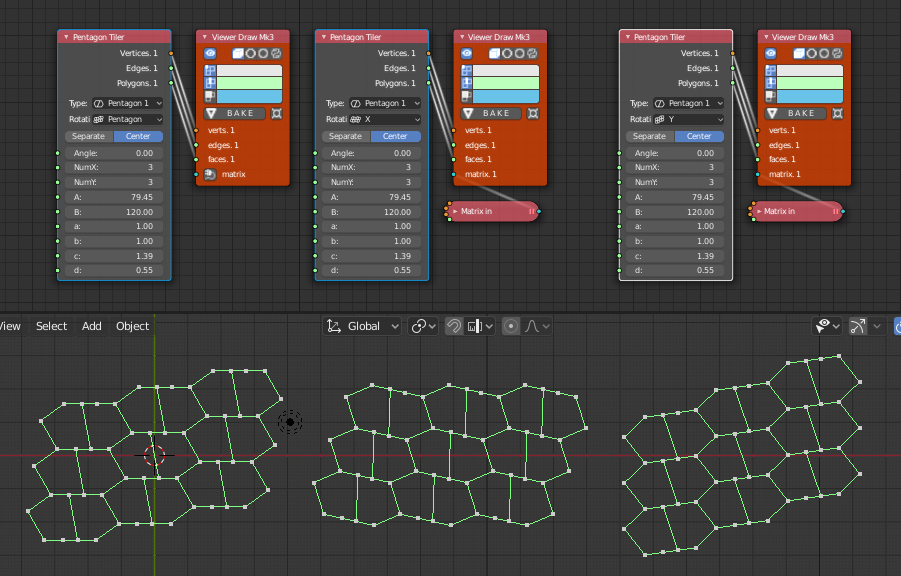 Pentagon Tiler
Vertices. 1
Edges. 1
Polygons. 1
Type: Pentagon 1
Rotati Pentagon
Separate Center
Angle: 0.00
NumX: 3
NumY: 3
A: 79.45
B: 120.00
a: 1.00
b: 1.00
c: 1.39
d: 0.55
Viewer Draw Mk3
BAKE
verts. 1
edges. 1
faces. 1
matrix
Pentagon Tiler
Vertices. 1
Edges. 1
Polygons. 1
Type: Pentagon 1
Rotati X
Separate Center
Angle: 0.00
NumX: 3
NumY: 3
A: 79.45
B: 120.00
a: 1.00
b: 1.00
c: 1.39
d: 0.55
Viewer Draw Mk3
BAKE
verts. 1
edges. 1
faces. 1
matrix. 1
Matrix in
Pentagon Tiler
Vertices. 1
Edges. 1
Polygons. 1
Type: Pentagon 1
Rotati Y
Separate Center
Angle: 0.00
NumX: 3
NumY: 3
A: 79.45
B: 120.00
a: 1.00
b: 1.00
c: 1.39
d: 0.55
Viewer Draw Mk3
BAKE
verts. 1
edges. 1
faces. 1
matrix. 1
Matrix in
View Select Add Object Global